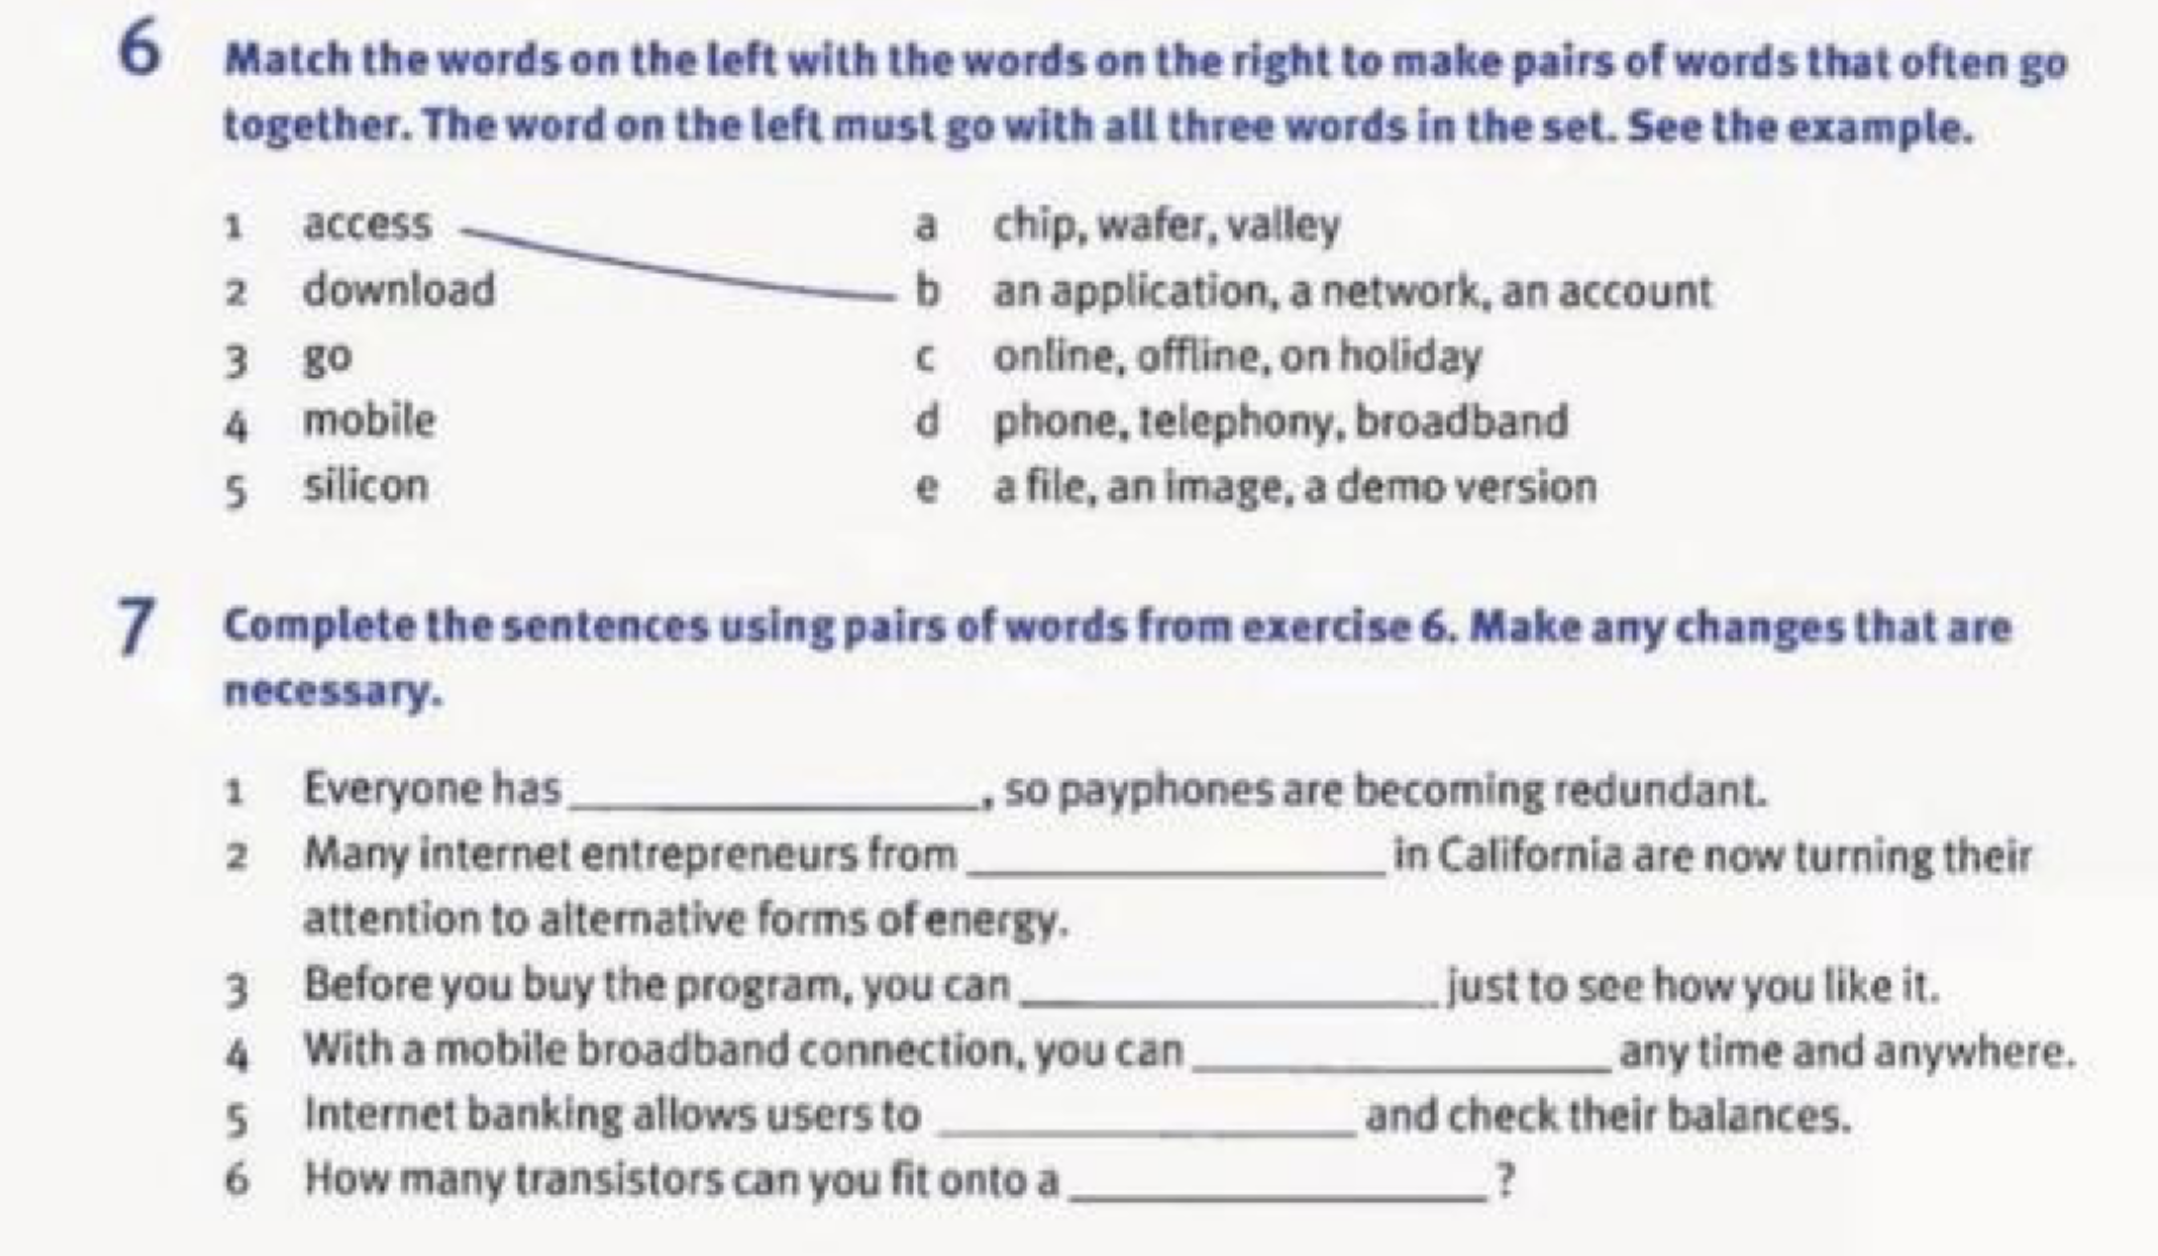 6 Match the words on the left with the words on the right to make pairs of words that often go
together. The word on the left must go with all three words in the set. See the example.
1 access a chip, wafer, valley
2 download b an application, a network, an account
3 go c online, offline, on holiday
4 mobile d phone, telephony, broadband
5 silicon e a file, an image, a demo version
7 Complete the sentences using pairs of words from exercise 6. Make any changes that are
necessary.
1 Everyone has ____________, so payphones are becoming redundant.
2 Many internet entrepreneurs from ____________ in California are now turning their
attention to alternative forms of energy.
3 Before you buy the program, you can ____________ just to see how you like it.
4 With a mobile broadband connection, you can ____________ any time and anywhere.
5 Internet banking allows users to ____________ and check their balances.
6 How many transistors can you fit onto a ____________?